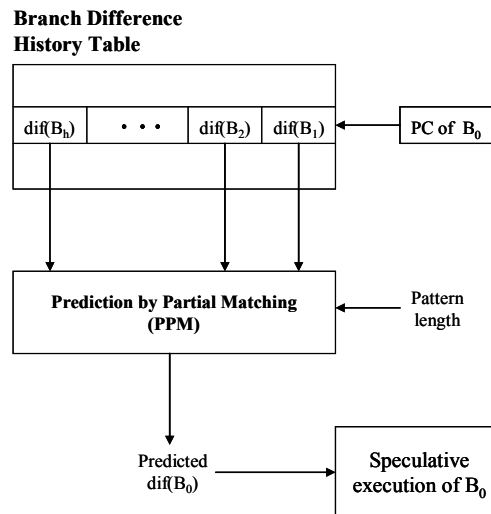 Branch Difference
History Table
dif(Bₕ) • • • dif(B₂) dif(B₁) PC of B₀
Prediction by Partial Matching
(PPM)
Pattern
length
Predicted
dif(B₀)
Speculative
execution of B₀